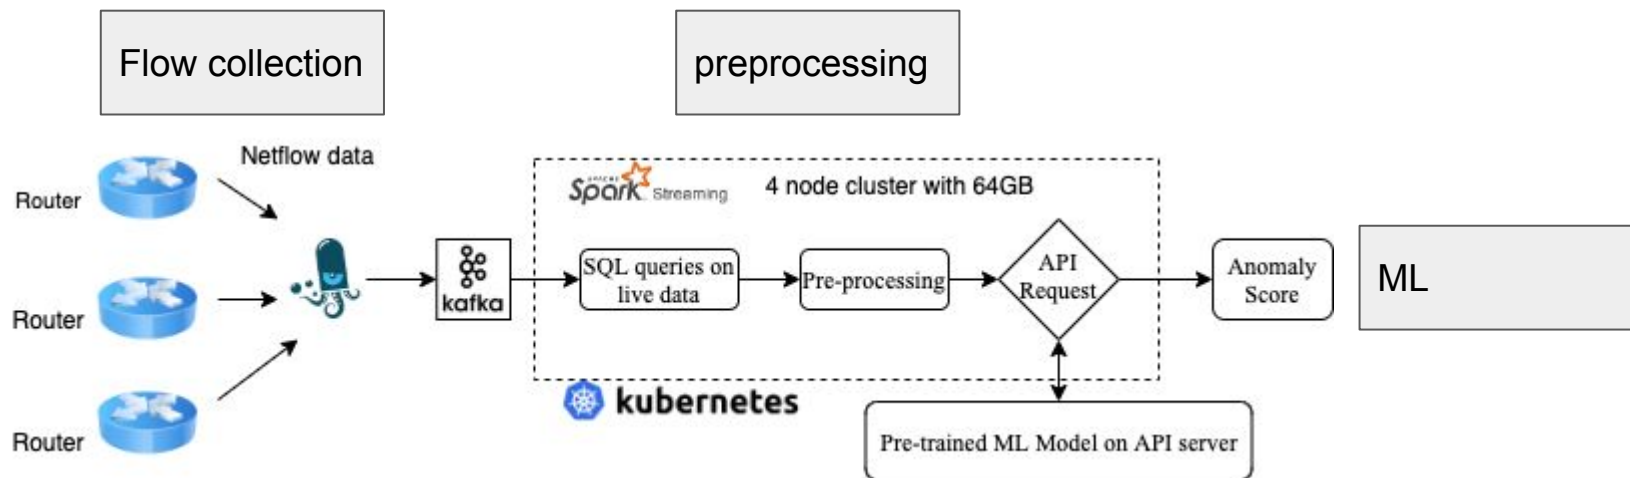 Flow collection
preprocessing
Netflow data
Router
Router
Router
kafka
APACHE
Spark Streaming
4 node cluster with 64GB
SQL queries on
live data
Pre-processing
API
Request
Anomaly
Score
ML
kubernetes
Pre-trained ML Model on API server